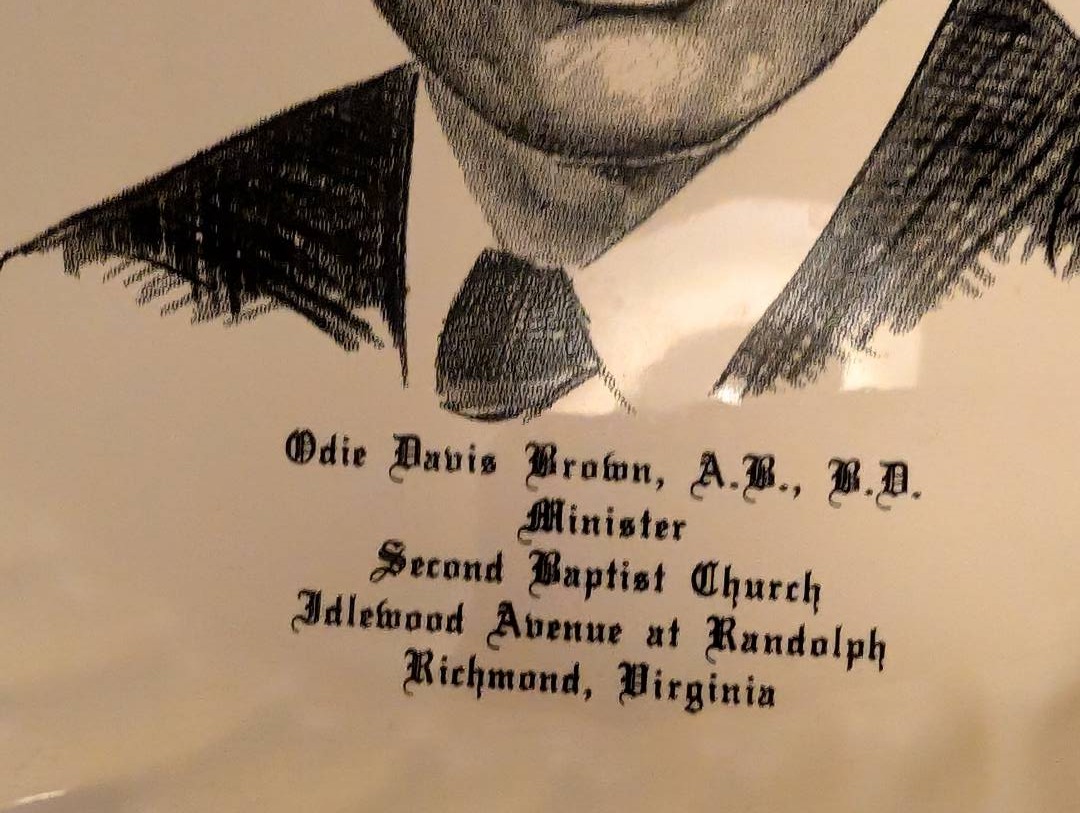 Odie Davis Brown, A.B., B.D.
Minister
Second Baptist Church
Idlewood Avenue at Randolph
Richmond, Virginia